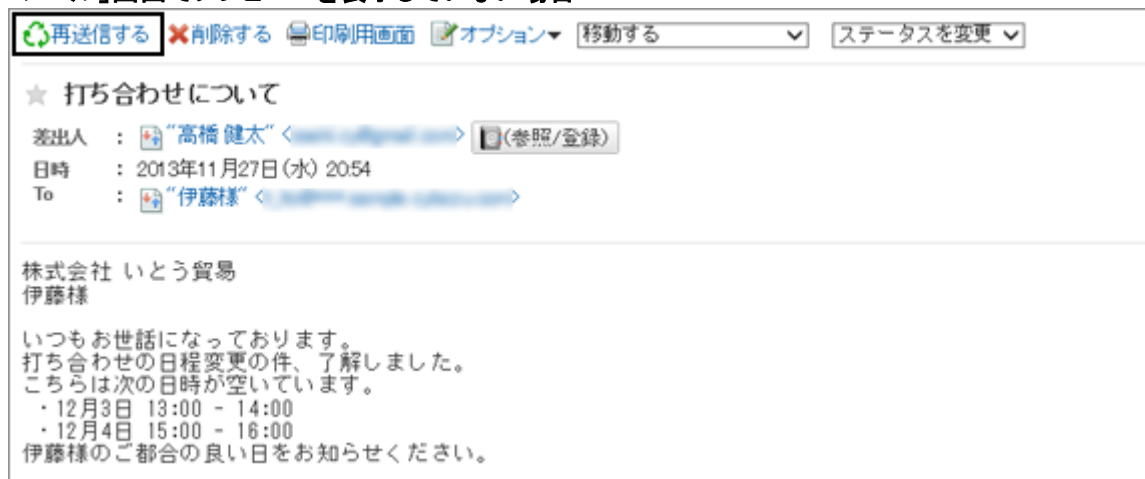 再送信する 削除する 印刷用画面 オプション▼ 移動する ステータスを変更
打ち合わせについて
差出人 : "高橋 健太" < > (参照/登録)
日時 : 2013年11月27日(水) 20:54
To : "伊藤様" < >
株式会社 いとう貿易
伊藤様
いつもお世話になっております。
打ち合わせの日程変更の件、了解しました。
こちらは次の日時が空いています。
・12月3日 13:00 - 14:00
・12月4日 15:00 - 16:00
伊藤様のご都合の良い日をお知らせください。